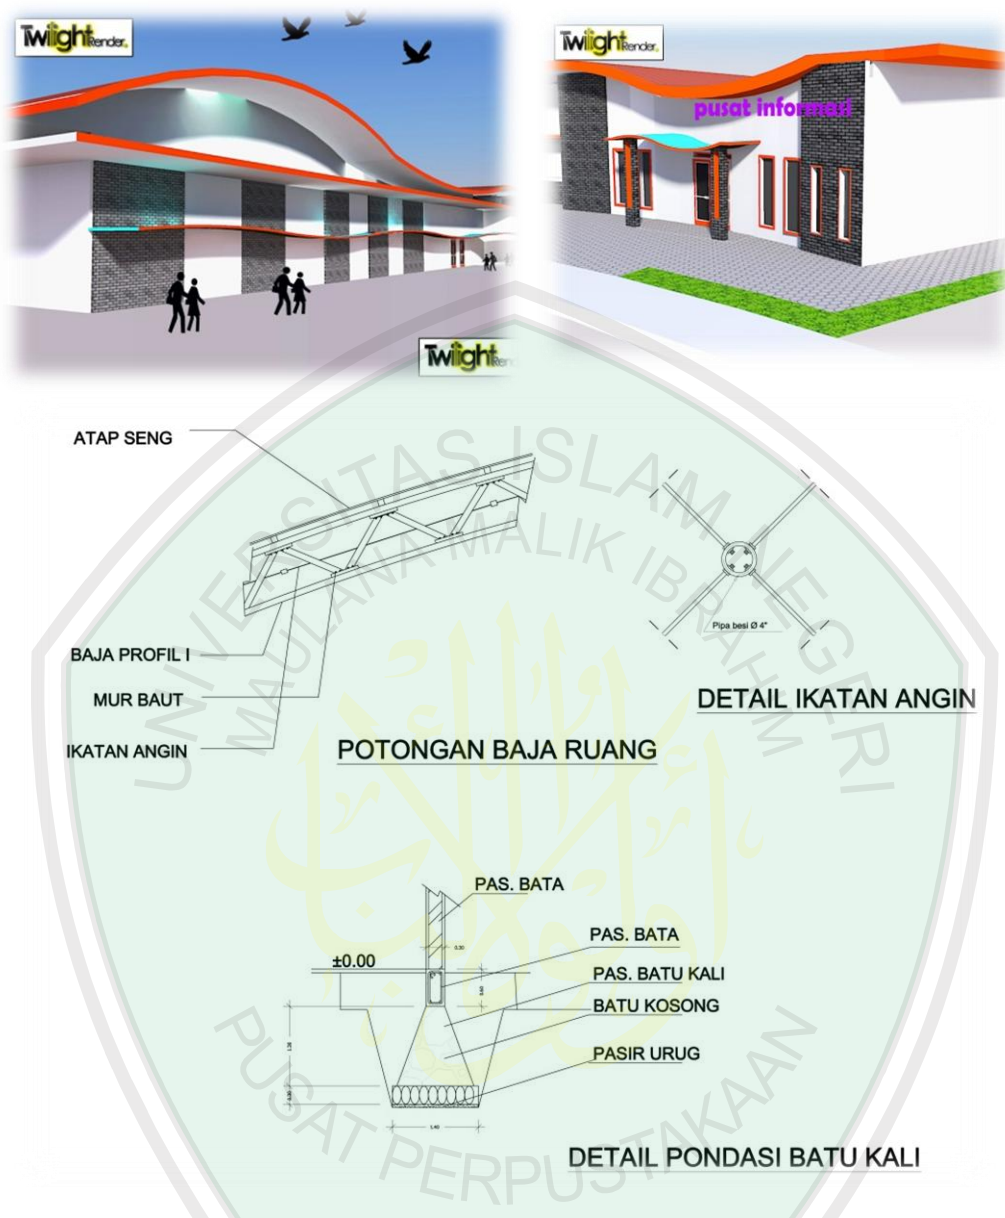 Twilight Render.
Twilight Render.
pusat informasi
Twilight
ATAP SENG
BAJA PROFIL I
MUR BAUT
IKATAN ANGIN
POTONGAN BAJA RUANG
Pipa besi Ø 4"
DETAIL IKATAN ANGIN
PAS. BATA
0.30
±0.00
PAS. BATA
PAS. BATU KALI
BATU KOSONG
PASIR URUG
DETAIL PONDASI BATU KALI
UNIVERSITAS ISLAM NEGERI
MAULANA MALIK IBRAHIM
PUSAT PERPUSTAKAAN